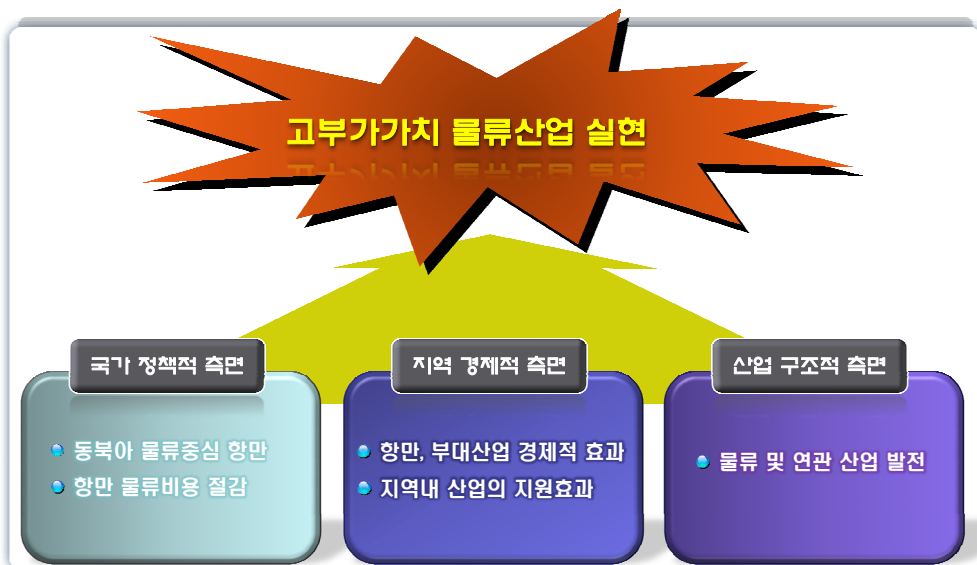 고부가가치 물류산업 실현
국가 정책적 측면
동북아 물류중심 항만
항만 물류비용 절감
지역 경제적 측면
항만, 부대산업 경제적 효과
지역내 산업의 지원효과
산업 구조적 측면
물류 및 연관 산업 발전